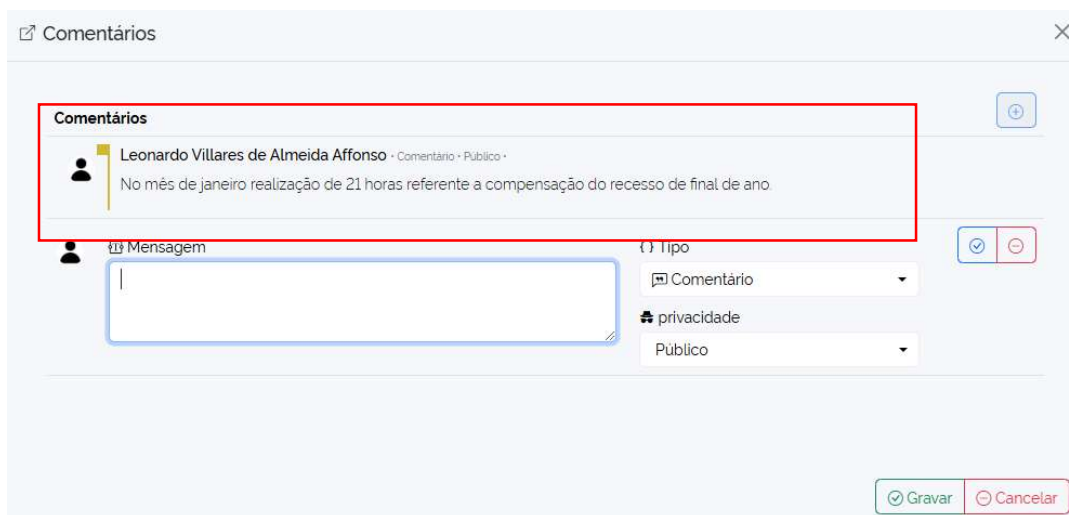 Comentários
Comentários
Leonardo Villares de Almeida Affonso • Comentário • Público •
No mês de janeiro realização de 21 horas referente a compensação do recesso de final de ano.
Mensagem
Tipo
Comentário
privacidade
Público
Gravar
Cancelar